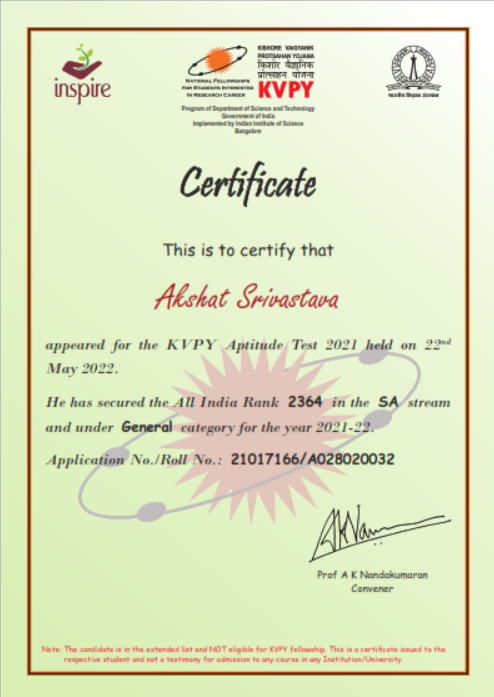 inspire
NATIONAL FELLOWSHIPS
FOR STUDENTS INTERESTED
IN RESEARCH CAREER
KISHORE VAIGYANIK
PROTSAHAN YOJANA
किशोर वैज्ञानिक
प्रोत्साहन योजना
KVPY
भारतीय विज्ञान संस्थान
Program of Department of Science and Technology
Government of India
Implemented by Indian Institute of Science
Bangalore
Certificate
This is to certify that
Akshat Srivastava
appeared for the KVPY Aptitude Test 2021 held on 22nd
May 2022.
He has secured the All India Rank 2364 in the SA stream
and under General category for the year 2021-22.
Application No./Roll No.: 21017166/A028020032
Prof A K Nandakumaran
Convener
Note: The candidate is in the extended list and NOT eligible for KVPY fellowship. This is a certificate issued to the
respective student and not a testimony for admission to any course in any Institution/University.